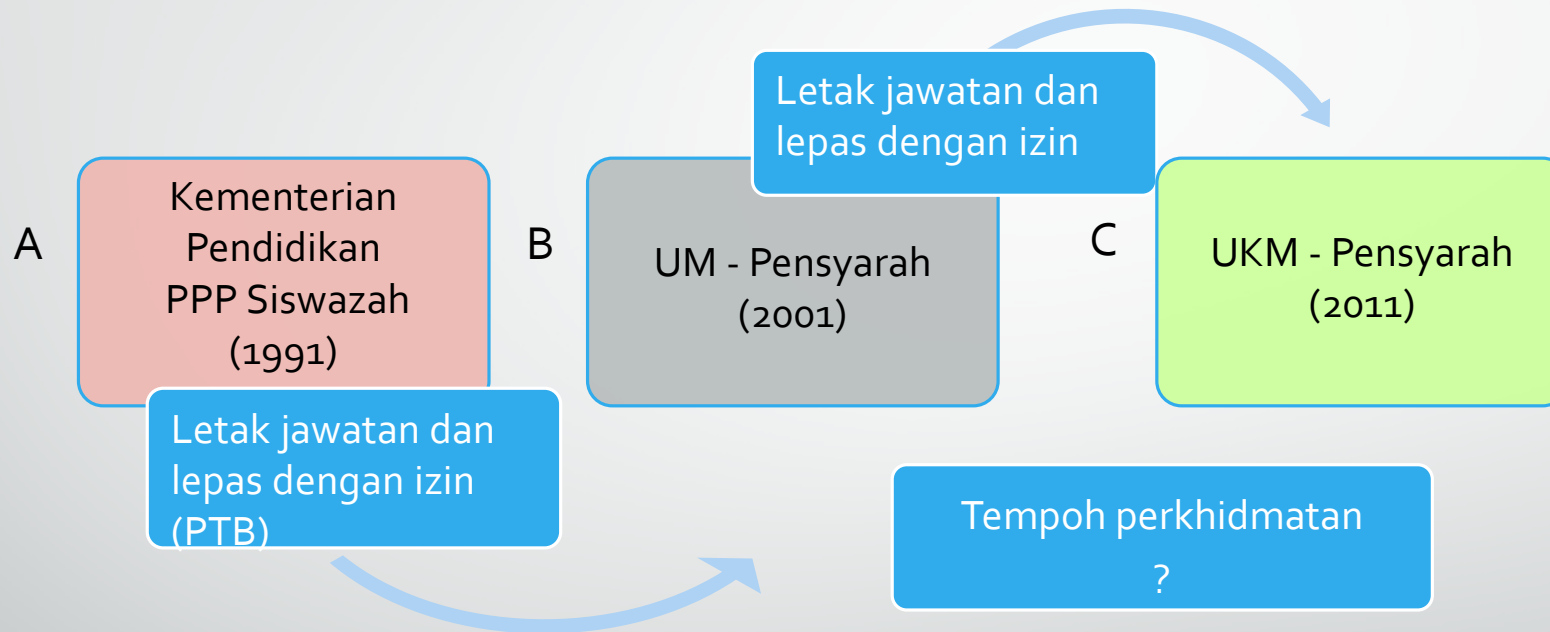 A
Kementerian
Pendidikan
PPP Siswazah
(1991)
Letak jawatan dan
lepas dengan izin
(PTB)
B
UM - Pensyarah
(2001)
Letak jawatan dan
lepas dengan izin
C
UKM - Pensyarah
(2011)
Tempoh perkhidmatan
?